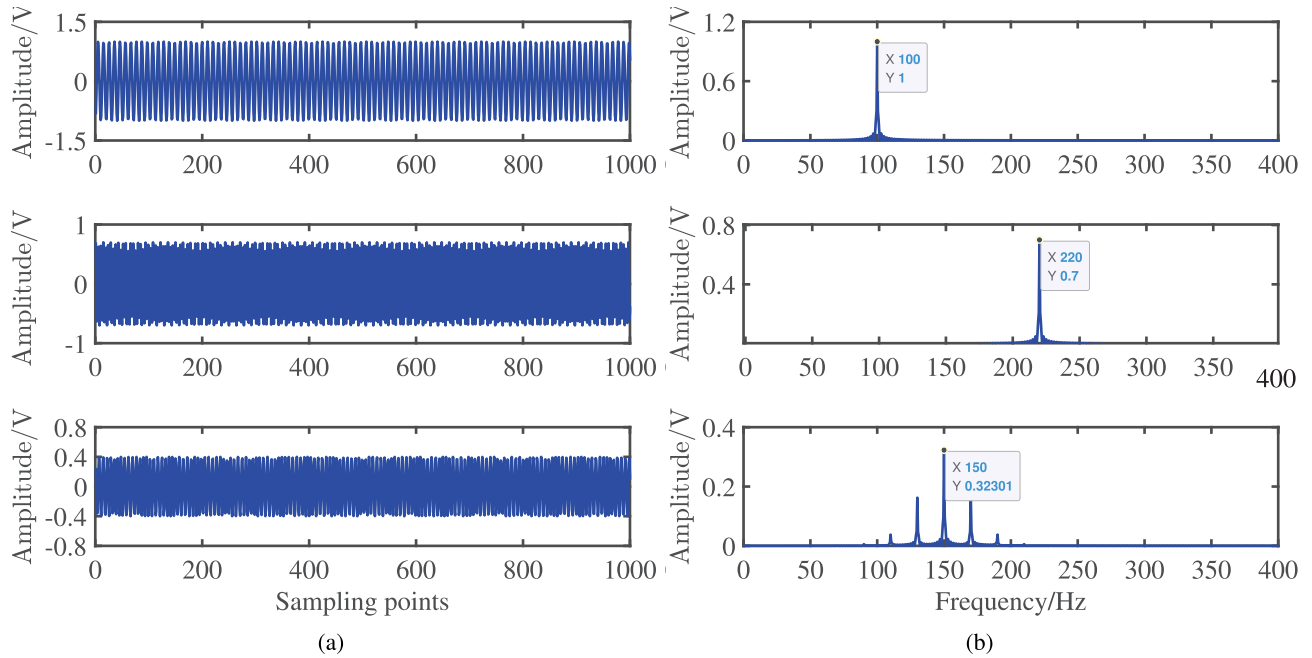 Amplitude/V
1.5
0
-1.5
0 200 400 600 800 1000
Amplitude/V
1.2
0.6
0
X 100
Y 1
0 50 100 150 200 250 300 350 400
Amplitude/V
1
0
-1
0 200 400 600 800 1000
Amplitude/V
0.8
0.4
X 220
Y 0.7
0 50 100 150 200 250 300 350 400
Amplitude/V
0.8
0.4
0
-0.4
-0.8
0 200 400 600 800 1000
Sampling points
(a)
Amplitude/V
0.4
0.2
0
X 150
Y 0.32301
0 50 100 150 200 250 300 350 400
Frequency/Hz
(b)